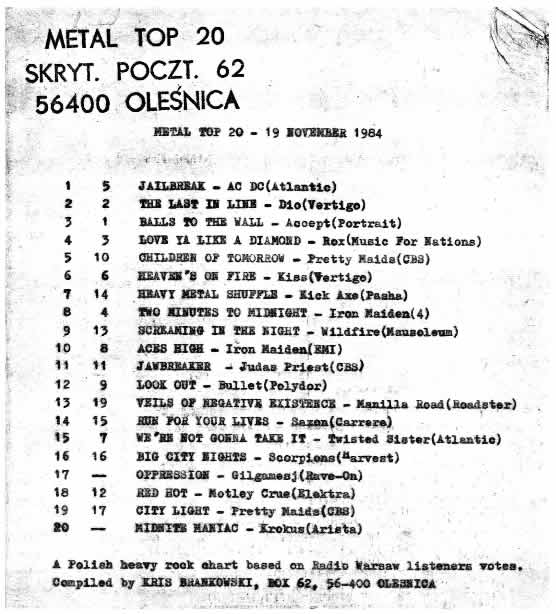 METAL TOP 20
SKRYT. POCZT. 62
56400 OLEŚNICA
METAL TOP 20 - 19 NOVEMBER 1984
1 5 JAILBREAK - AC DC(Atlantic)
2 2 THE LAST IN LINE - Dio(Vertigo)
3 1 BALLS TO THE WALL - Accept(Portrait)
4 3 LOVE YA LIKE A DIAMOND - Rox(Music For Nations)
5 10 CHILDREN OF TOMORROW - Pretty Maids(CBS)
6 6 HEAVEN'S ON FIRE - Kiss(Vertigo)
7 14 HEAVY METAL SHUFFLE - Kick Axe(Pasha)
8 4 TWO MINUTES TO MIDNIGHT - Iron Maiden(4)
9 13 SCREAMING IN THE NIGHT - Wildfire(Mausoleum)
10 8 ACES HIGH - Iron Maiden(EMI)
11 11 JAWBREAKER - Judas Priest(CBS)
12 9 LOOK OUT - Bullet(Polydor)
13 19 VEILS OF NEGATIVE EXISTENCE - Manilla Road(Roadster)
14 15 RUN FOR YOUR LIVES - Saxon(Carrere)
15 7 WE'RE NOT GONNA TAKE IT - Twisted Sister(Atlantic)
16 16 BIG CITY NIGHTS - Scorpions(Harvest)
17 — OPPRESSION - Gilgamesj(Rave-On)
18 12 RED HOT - Motley Crue(Elektra)
19 17 CITY LIGHT - Pretty Maids(CBS)
20 — MIDNITE MANIAC - Krokus(Arista)
A Polish heavy rock chart based on Radio Warsaw listeners votes.
Compiled by KRIS BRANKOWSKI, BOX 62, 56-400 OLESNICA